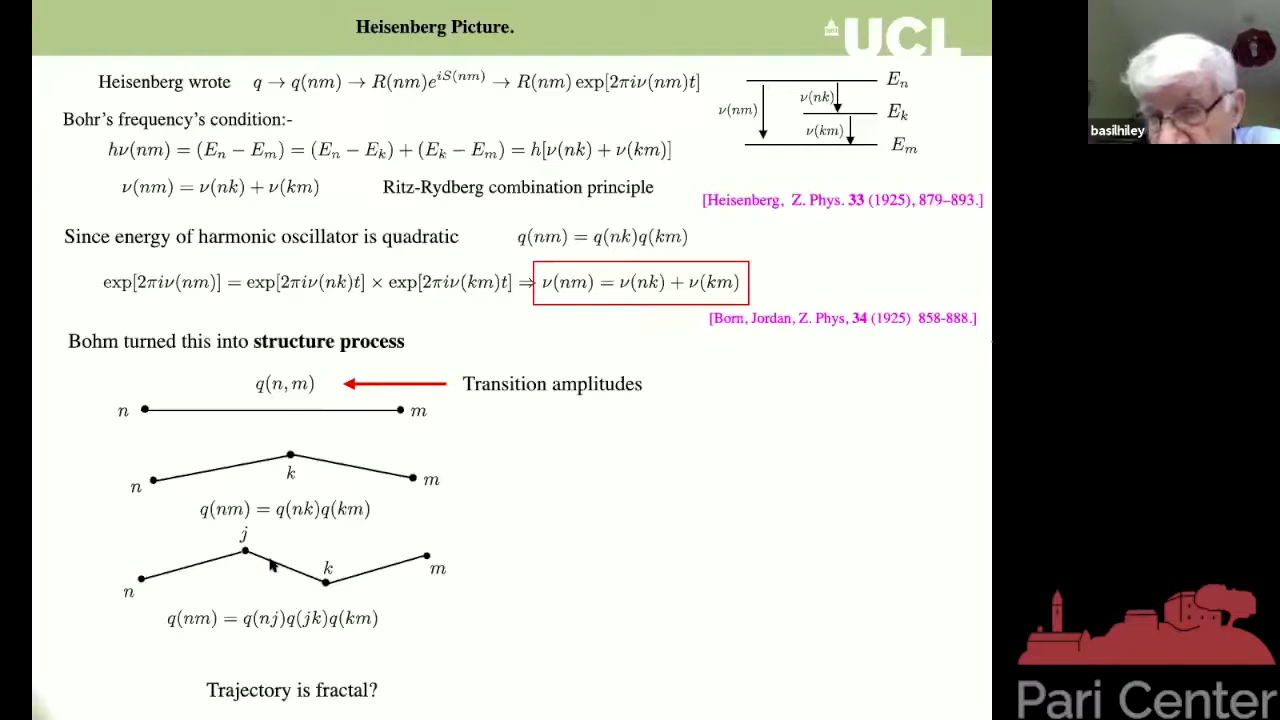 Heisenberg Picture.
UCL
Heisenberg wrote q → q(nm) → R(nm)e^{iS(nm)} → R(nm) exp[2πiν(nm)t]
E_n
ν(nm)
ν(nk)
E_k
ν(km)
E_m
Bohr's frequency's condition:-
hν(nm) = (E_n − E_m) = (E_n − E_k) + (E_k − E_m) = h[ν(nk) + ν(km)]
ν(nm) = ν(nk) + ν(km) Ritz-Rydberg combination principle
[Heisenberg, Z. Phys. 33 (1925), 879–893.]
Since energy of harmonic oscillator is quadratic q(nm) = q(nk)q(km)
exp[2πiν(nm)] = exp[2πiν(nk)t] × exp[2πiν(km)t] ⇒ ν(nm) = ν(nk) + ν(km)
[Born, Jordan, Z. Phys, 34 (1925) 858-888.]
Bohm turned this into structure process
q(n, m) Transition amplitudes
n m
k
n m
q(nm) = q(nk)q(km)
j
k
n m
q(nm) = q(nj)q(jk)q(km)
Trajectory is fractal?
basilhiley
Pari Center